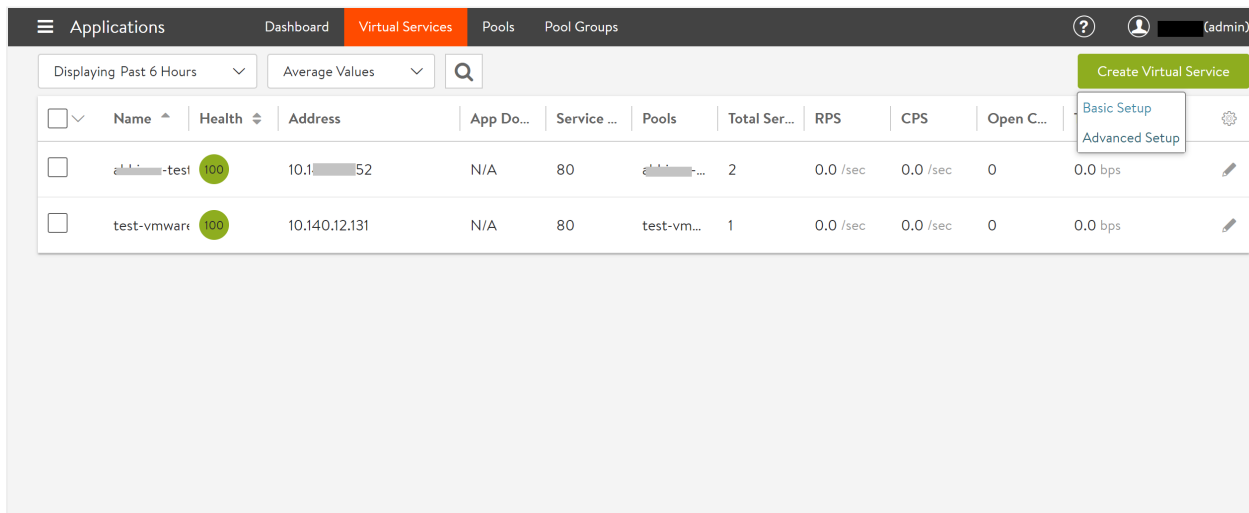 Applications Dashboard Virtual Services Pools Pool Groups ? (admin)
Displaying Past 6 Hours Average Values Create Virtual Service
Basic Setup
Advanced Setup
Name Health Address App Do... Service ... Pools Total Ser... RPS CPS Open C...
-test 100 10.1 52 N/A 80 -... 2 0.0 /sec 0.0 /sec 0 0.0 bps
test-vmware 100 10.140.12.131 N/A 80 test-vm... 1 0.0 /sec 0.0 /sec 0 0.0 bps